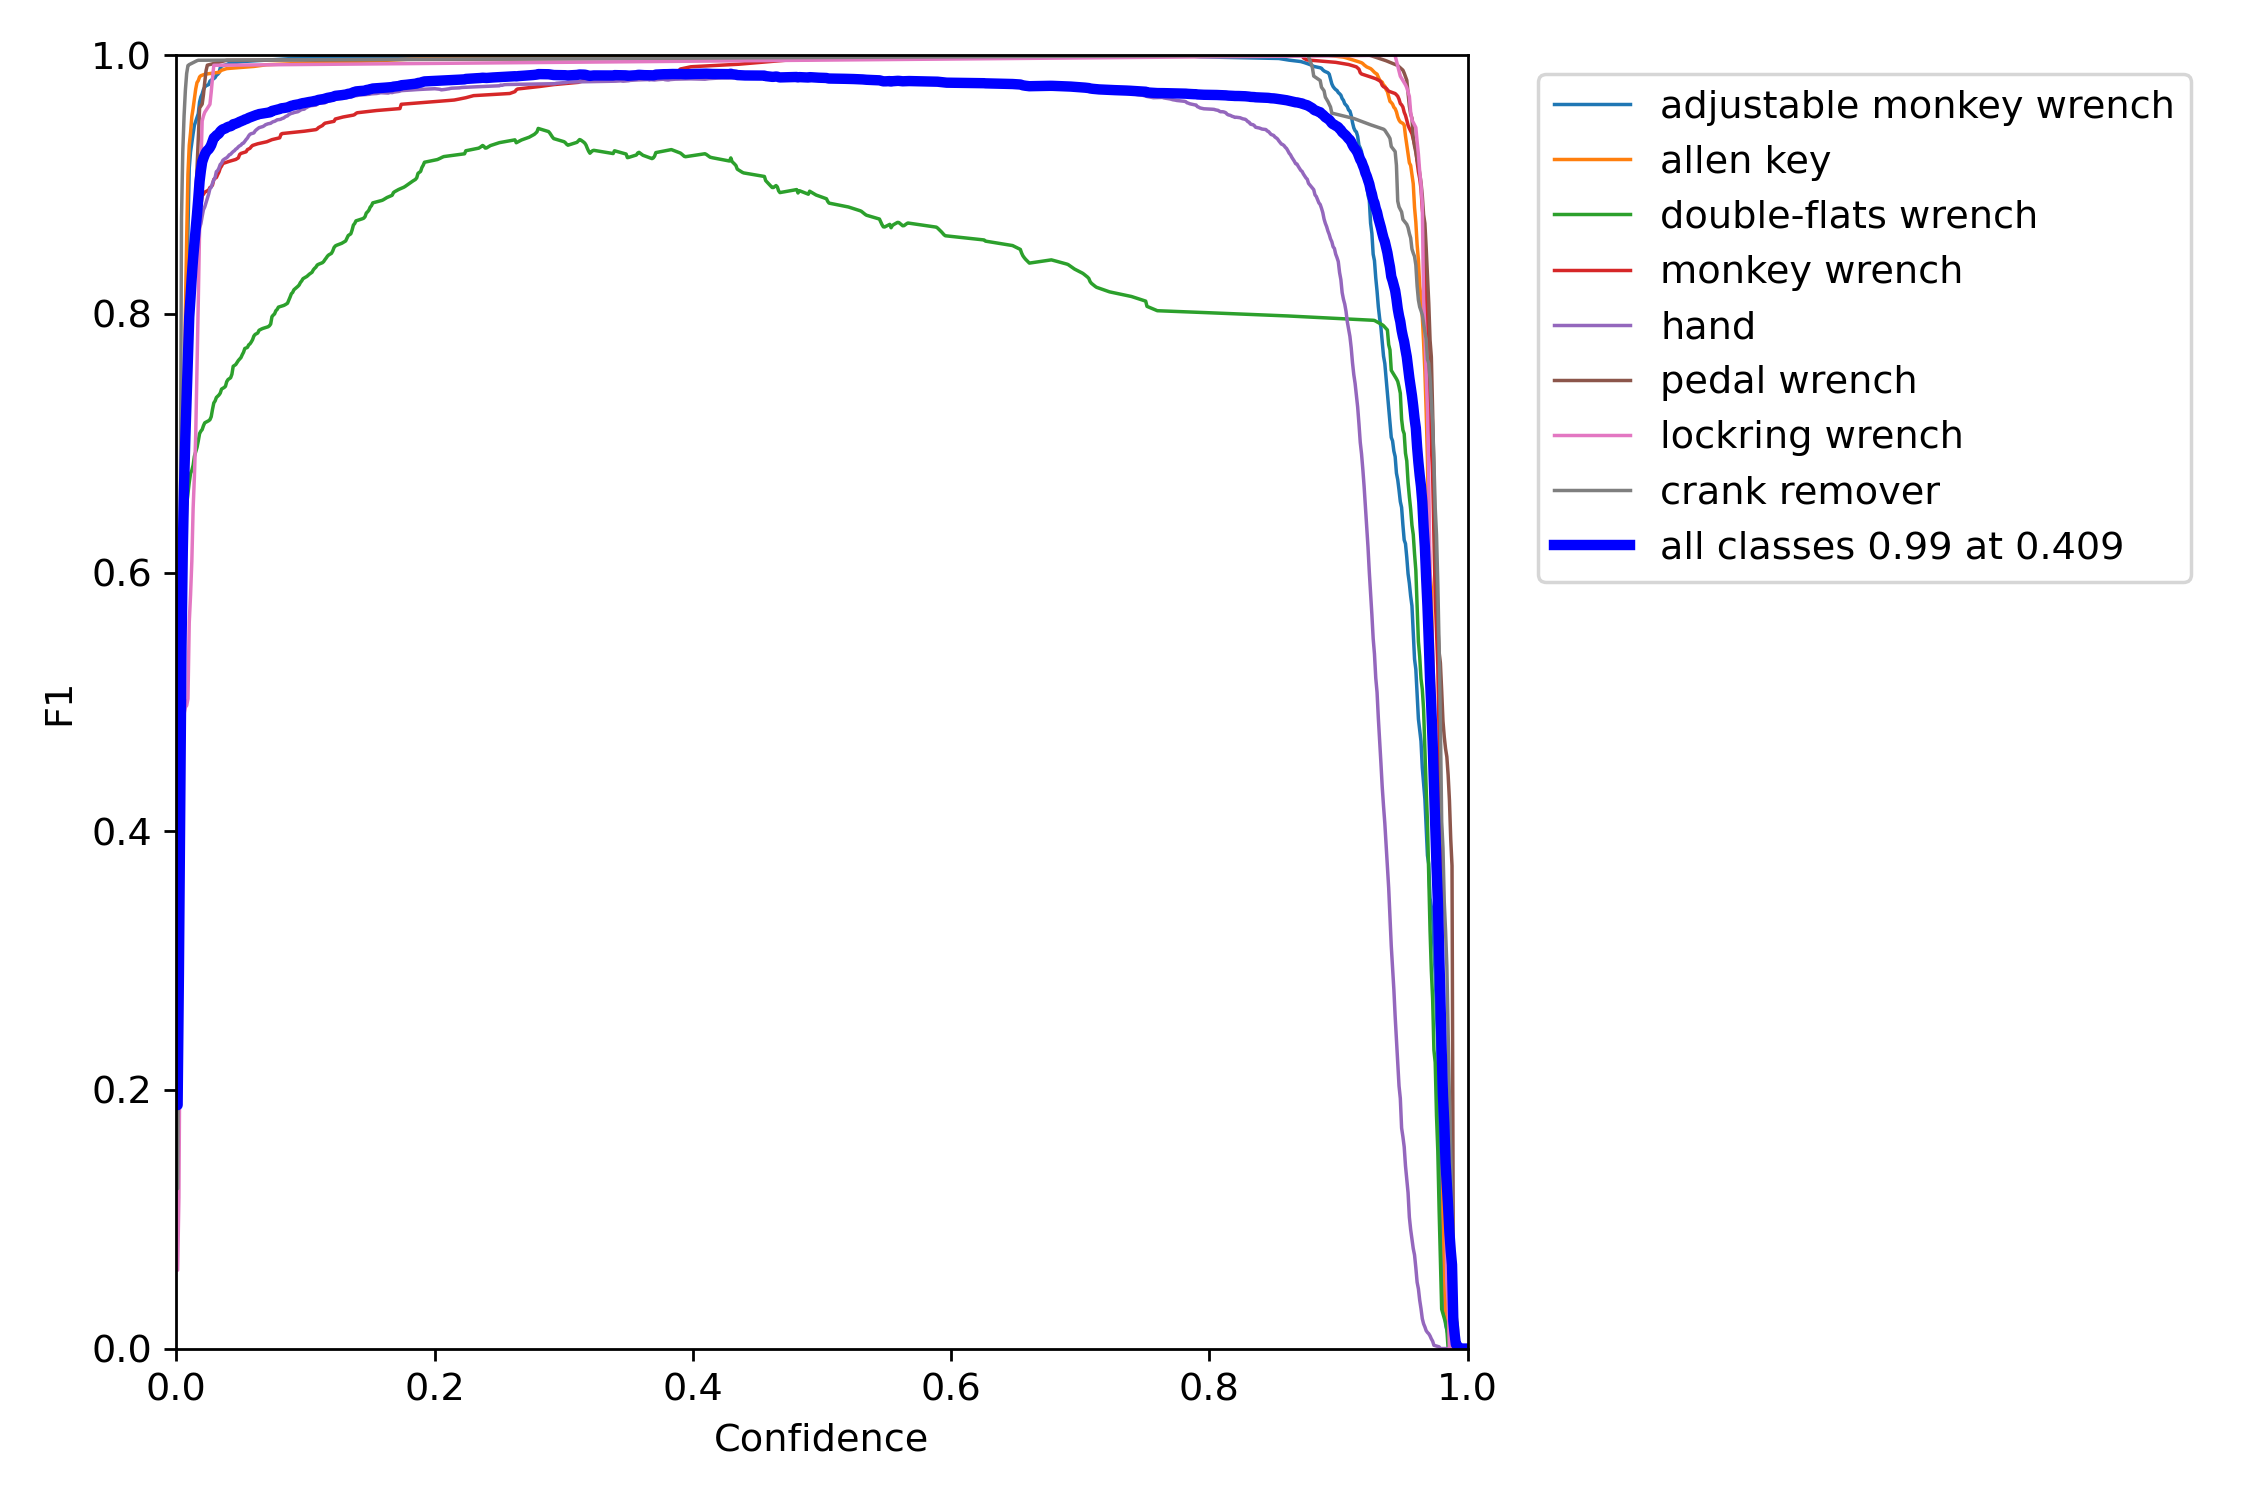 1.0
0.8
0.6
0.4
0.2
0.0
F1
0.0 0.2 0.4 0.6 0.8 1.0
Confidence
adjustable monkey wrench
allen key
double-flats wrench
monkey wrench
hand
pedal wrench
lockring wrench
crank remover
all classes 0.99 at 0.409